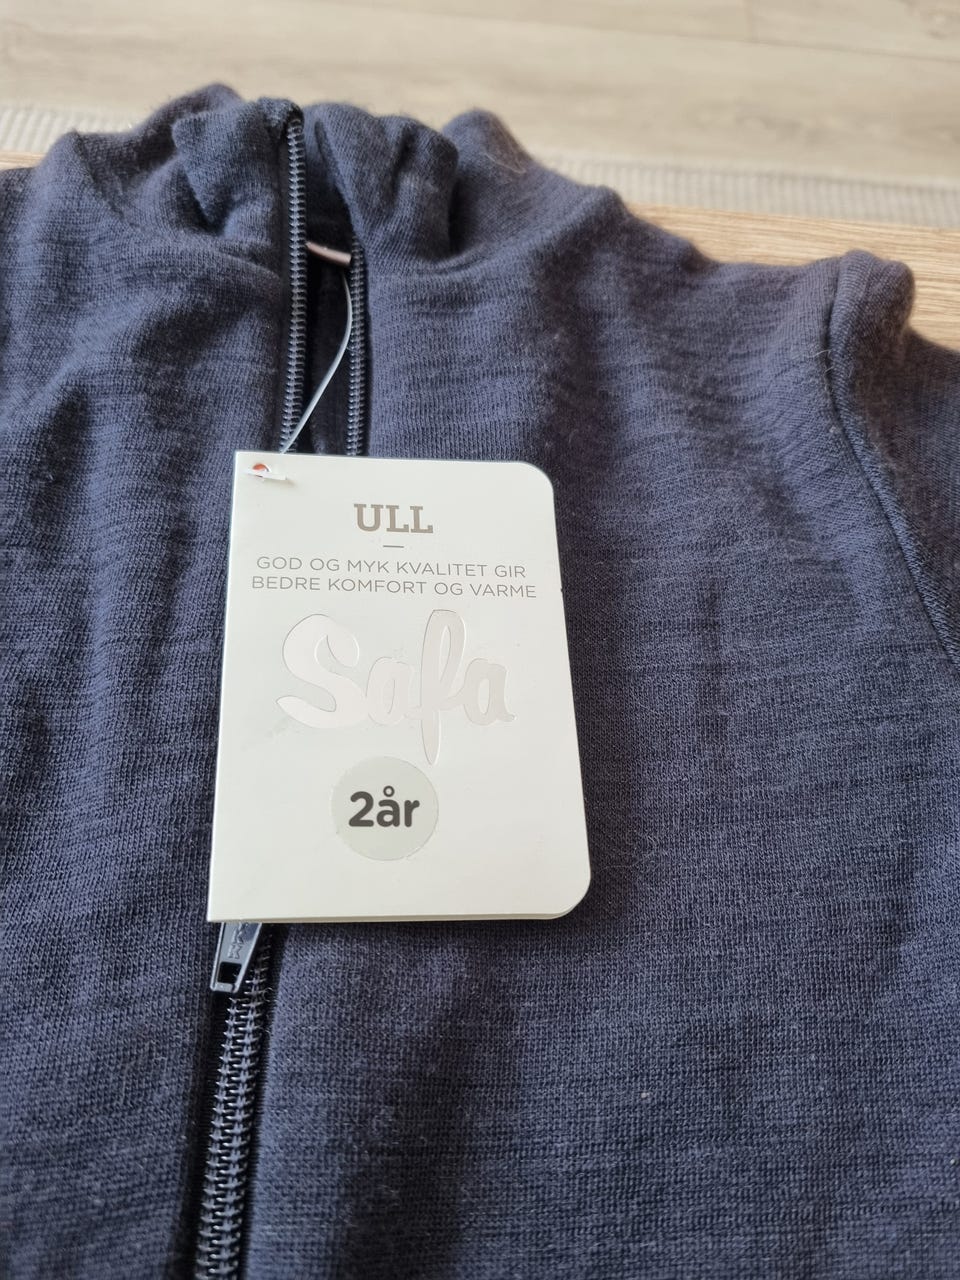 ULL
GOD OG MYK KVALITET GIR
BEDRE KOMFORT OG VARME
Safa
2år